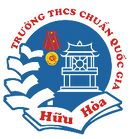 TRƯỜNG THCS CHUẨN QUỐC GIA
Hữu Hòa